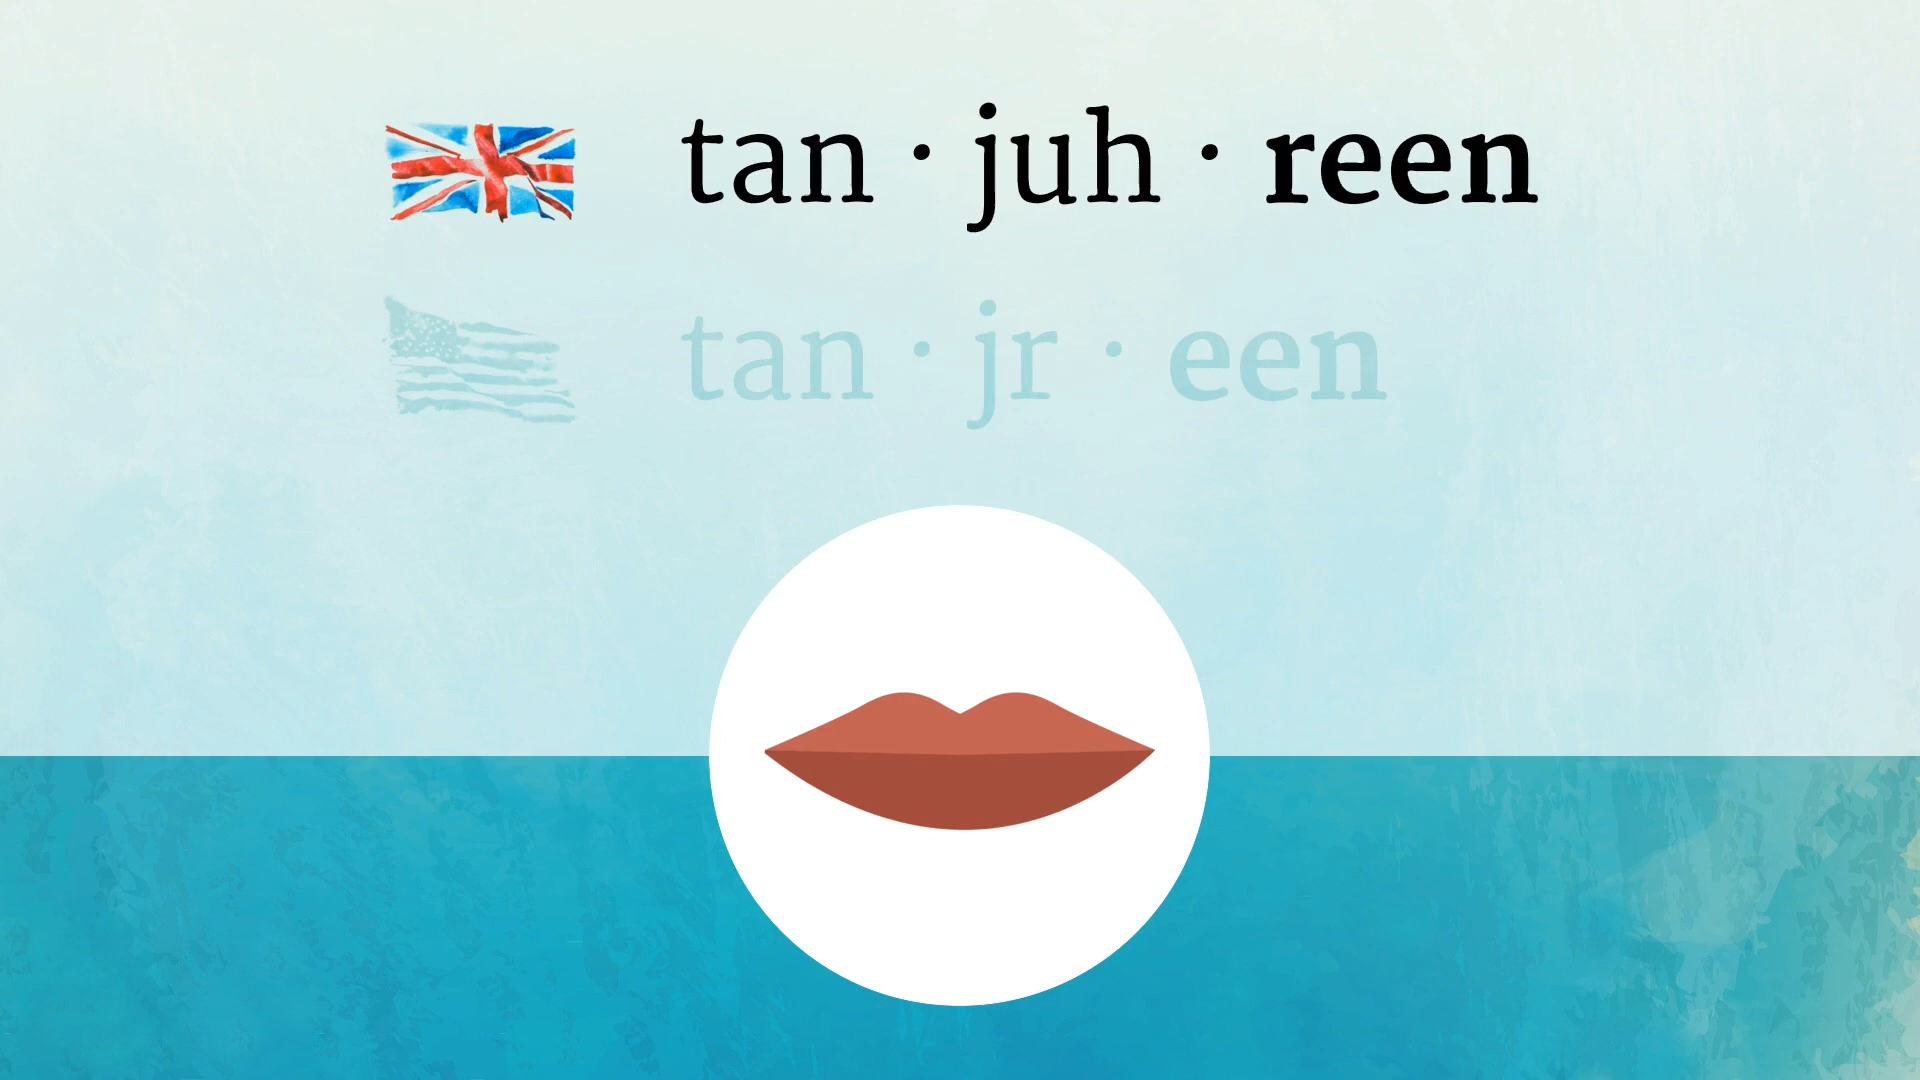 tan · juh · reen
tan · jr · een